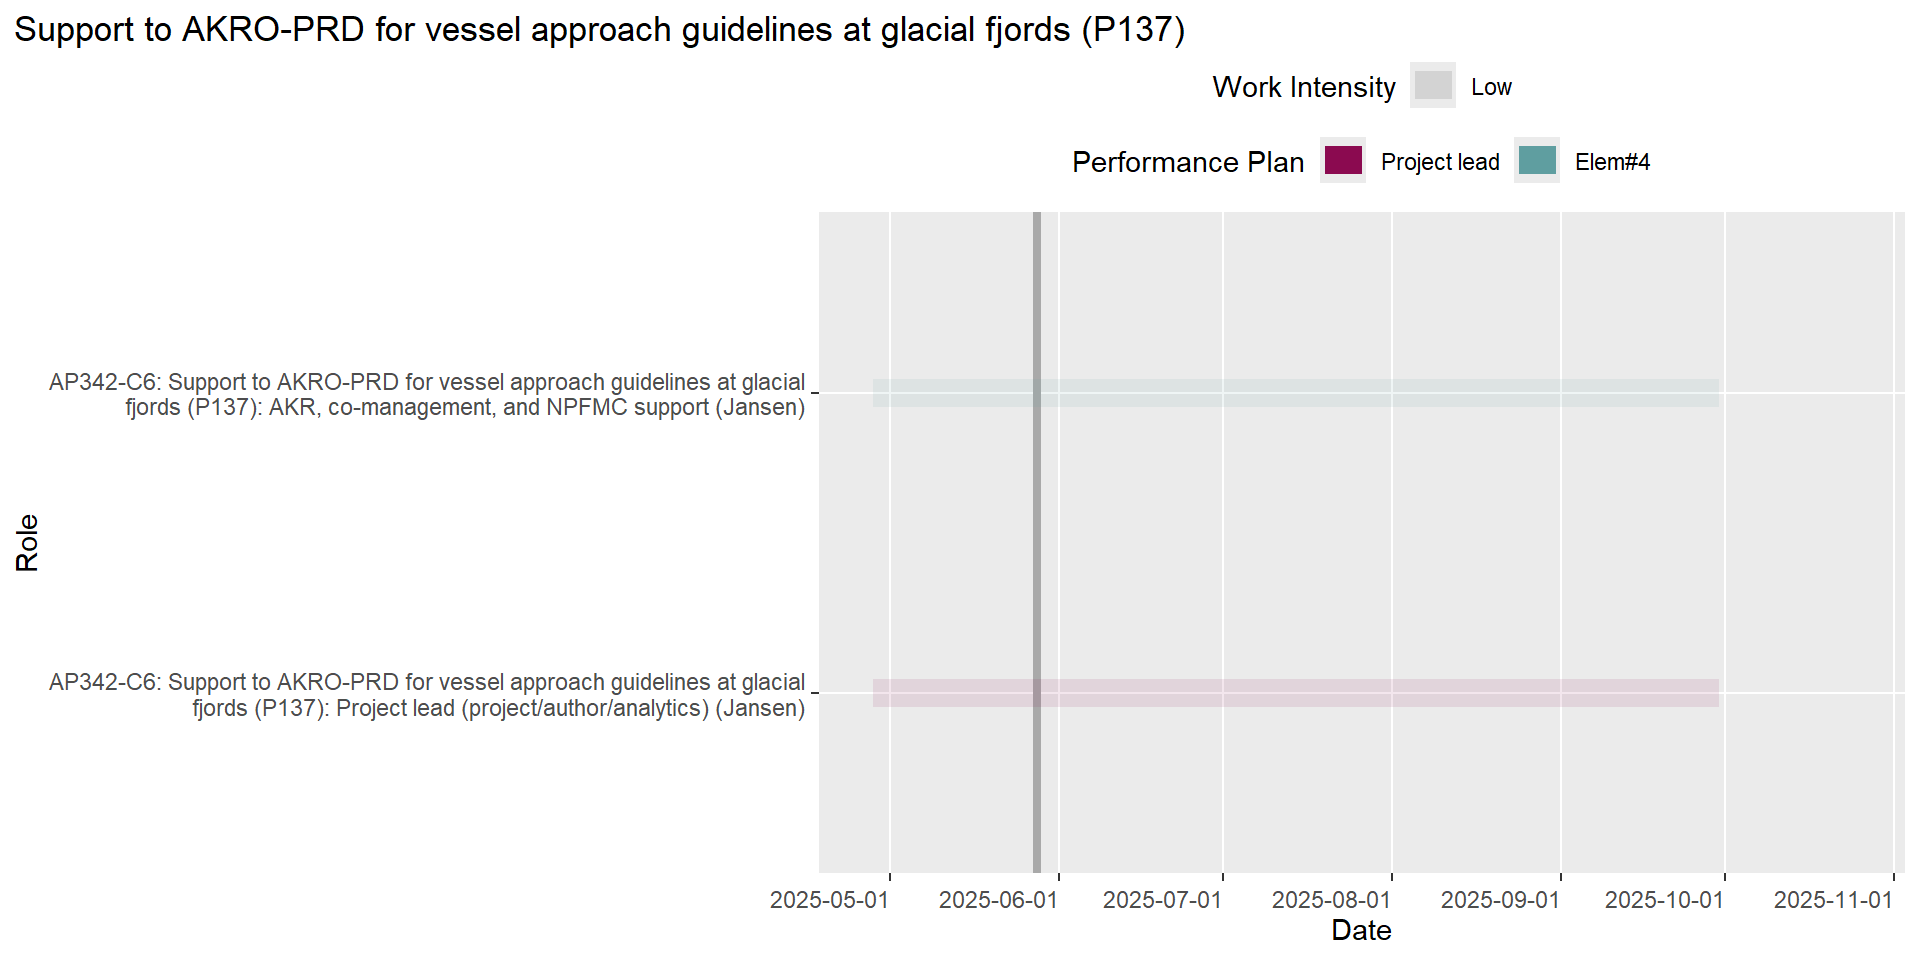 Support to AKRO-PRD for vessel approach guidelines at glacial fjords (P137)
Work Intensity Low
Performance Plan Project lead Elem#4
AP342-C6: Support to AKRO-PRD for vessel approach guidelines at glacial
fjords (P137): AKR, co-management, and NPFMC support (Jansen)
Role
AP342-C6: Support to AKRO-PRD for vessel approach guidelines at glacial
fjords (P137): Project lead (project/author/analytics) (Jansen)
2025-05-01 2025-06-01 2025-07-01 2025-08-01 2025-09-01 2025-10-01 2025-11-01
Date